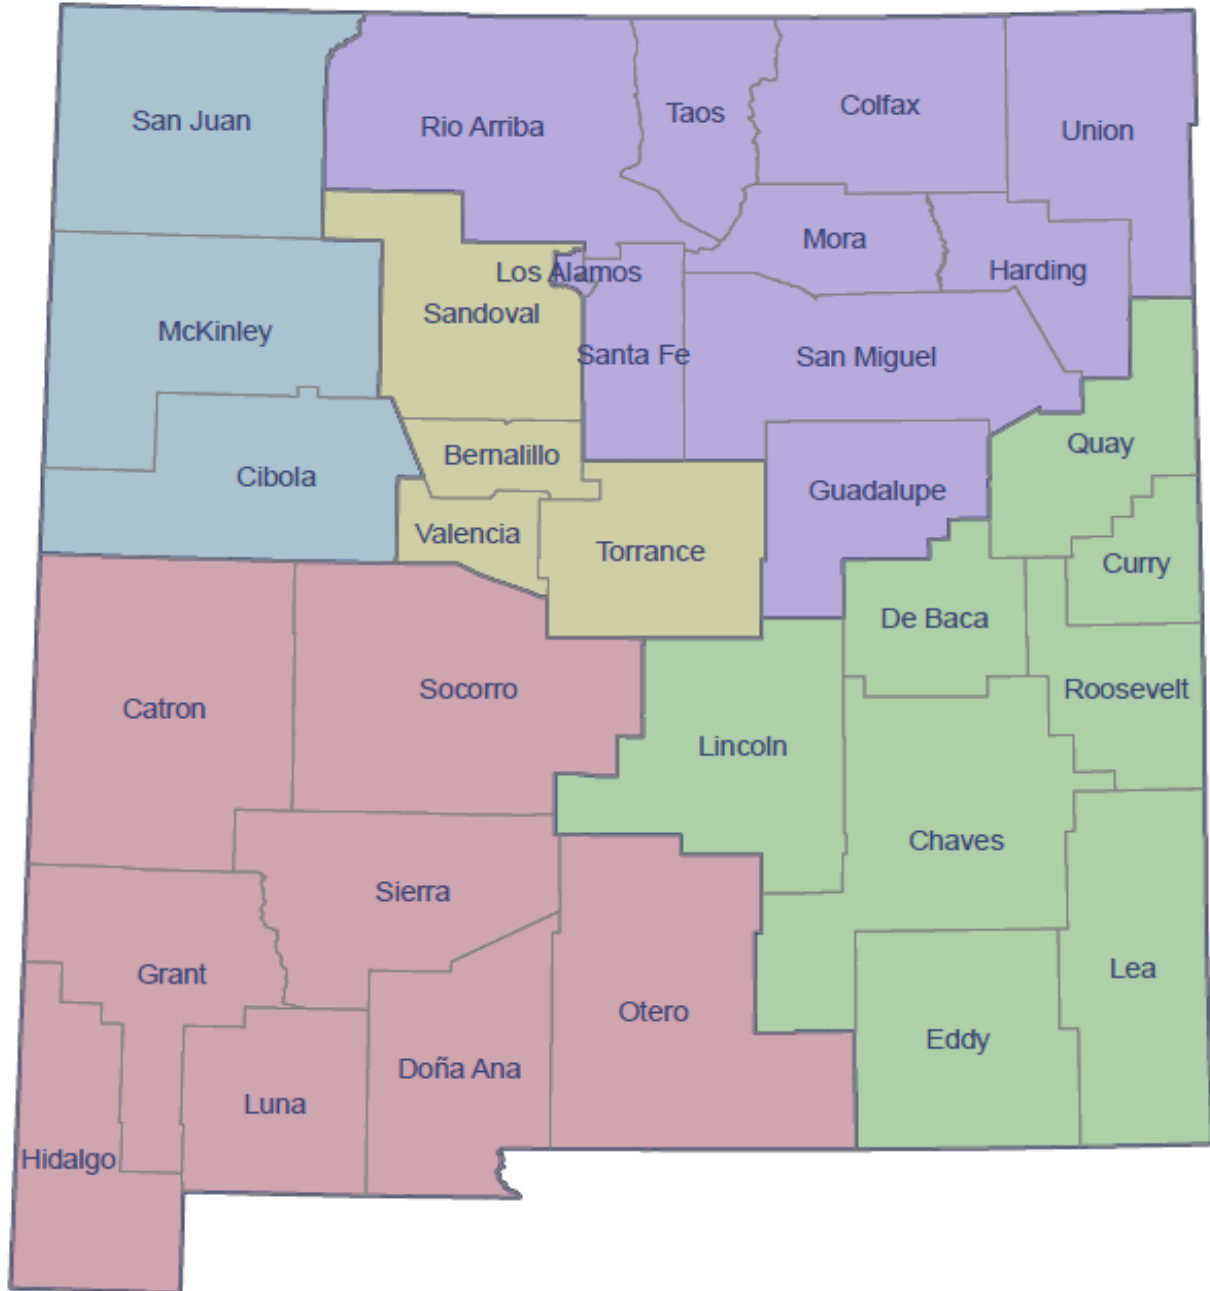 San Juan
Rio Arriba
Taos
Colfax
Union
Mora
Harding
Los Alamos
Sandoval
McKinley
Santa Fe
San Miguel
Quay
Bernalillo
Cibola
Guadalupe
Valencia
Torrance
Curry
De Baca
Socorro
Roosevelt
Catron
Lincoln
Chaves
Sierra
Grant
Lea
Otero
Eddy
Doña Ana
Luna
Hidalgo